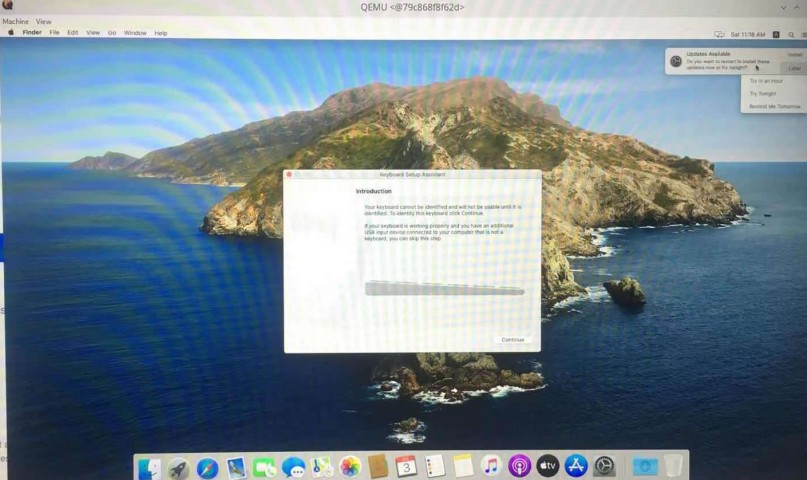 QEMU <@79c868f8f62d>
Machine View
Finder File Edit View Go Window Help
Sat 11:18 AM
Updates Available
Do you want to restart to install these
updates now or try tonight?
Install
Later
Try in an Hour
Try Tonight
Remind Me Tomorrow
Keyboard Setup Assistant
Introduction
Your keyboard cannot be identified and will not be usable until it is
identified. To identify this keyboard click Continue.
If your keyboard is working properly and you have an additional
USB input device connected to your computer that is not a
keyboard, you can skip this step.
Continue
3
tv